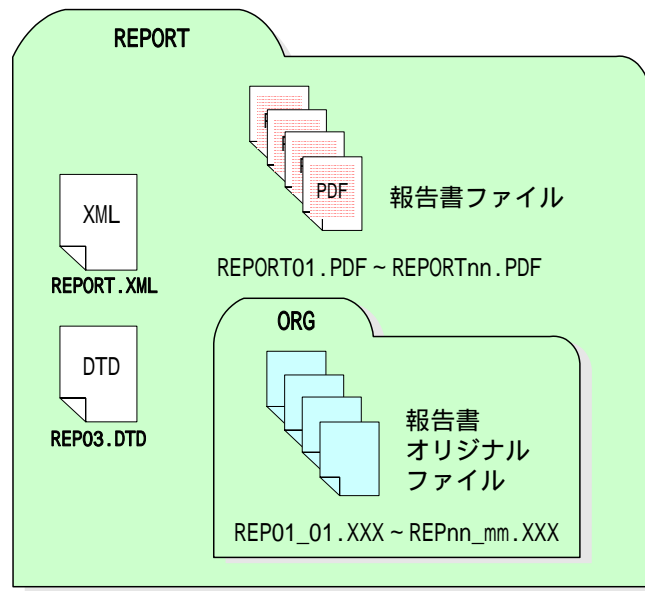 REPORT
PDF
報告書ファイル
REPORT01.PDF~REPORTnn.PDF
XML
REPORT.XML
DTD
REP03.DTD
ORG
報告書
オリジナル
ファイル
REP01_01.XXX~REPnn_mm.XXX